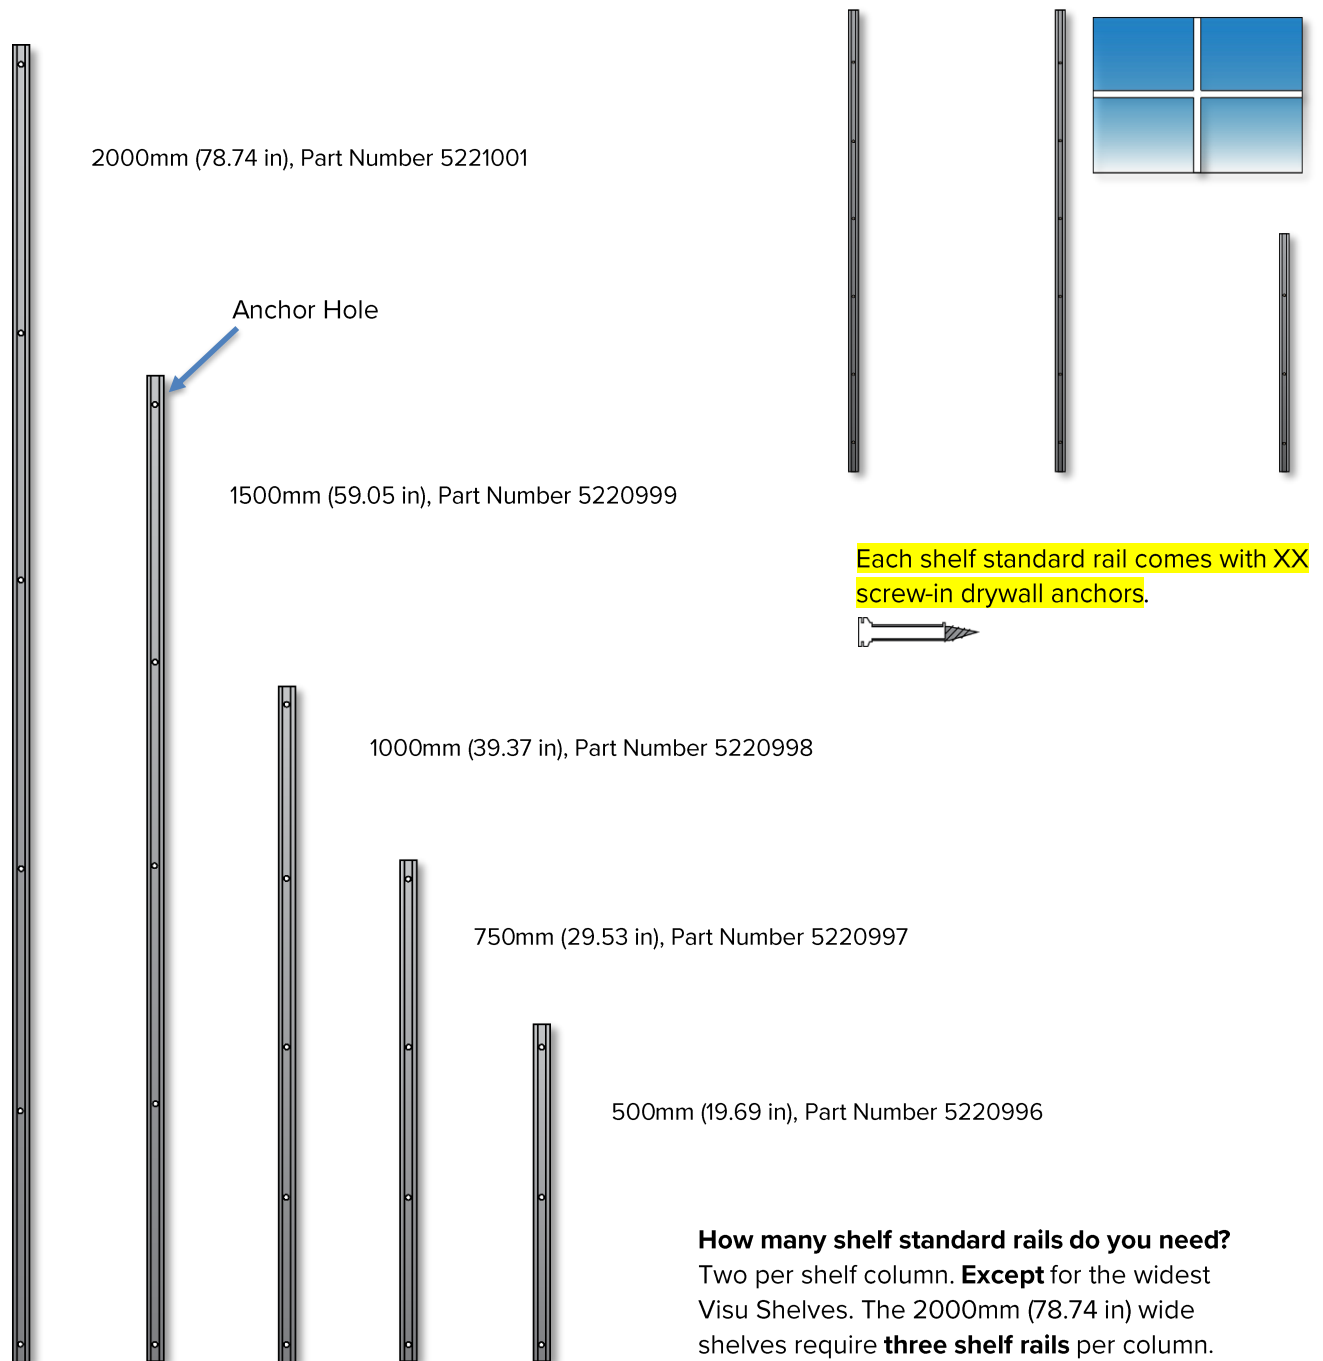 2000mm (78.74 in), Part Number 5221001
Anchor Hole
1500mm (59.05 in), Part Number 5220999
Each shelf standard rail comes with XX
screw-in drywall anchors.
1000mm (39.37 in), Part Number 5220998
750mm (29.53 in), Part Number 5220997
500mm (19.69 in), Part Number 5220996
How many shelf standard rails do you need?
Two per shelf column. Except for the widest
Visu Shelves. The 2000mm (78.74 in) wide
shelves require three shelf rails per column.